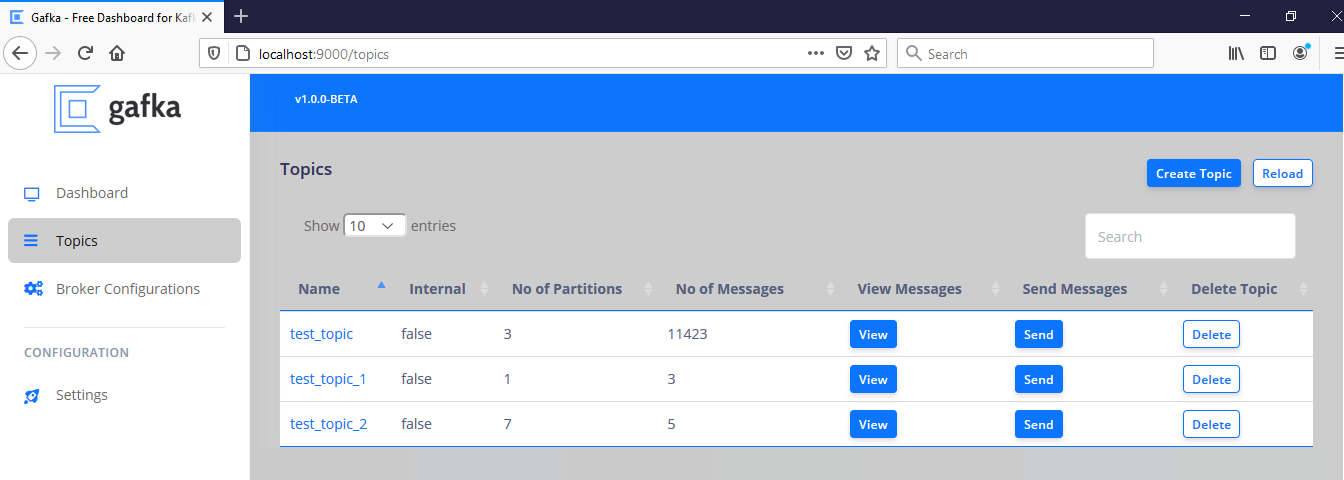 Gafka - Free Dashboard for Kafk
localhost:9000/topics
Search
gafka
v1.0.0-BETA
Dashboard
Topics
Broker Configurations
CONFIGURATION
Settings
Topics
Create Topic Reload
Show 10 entries
Search
Name Internal No of Partitions No of Messages View Messages Send Messages Delete Topic
test_topic false 3 11423 View Send Delete
test_topic_1 false 1 3 View Send Delete
test_topic_2 false 7 5 View Send Delete